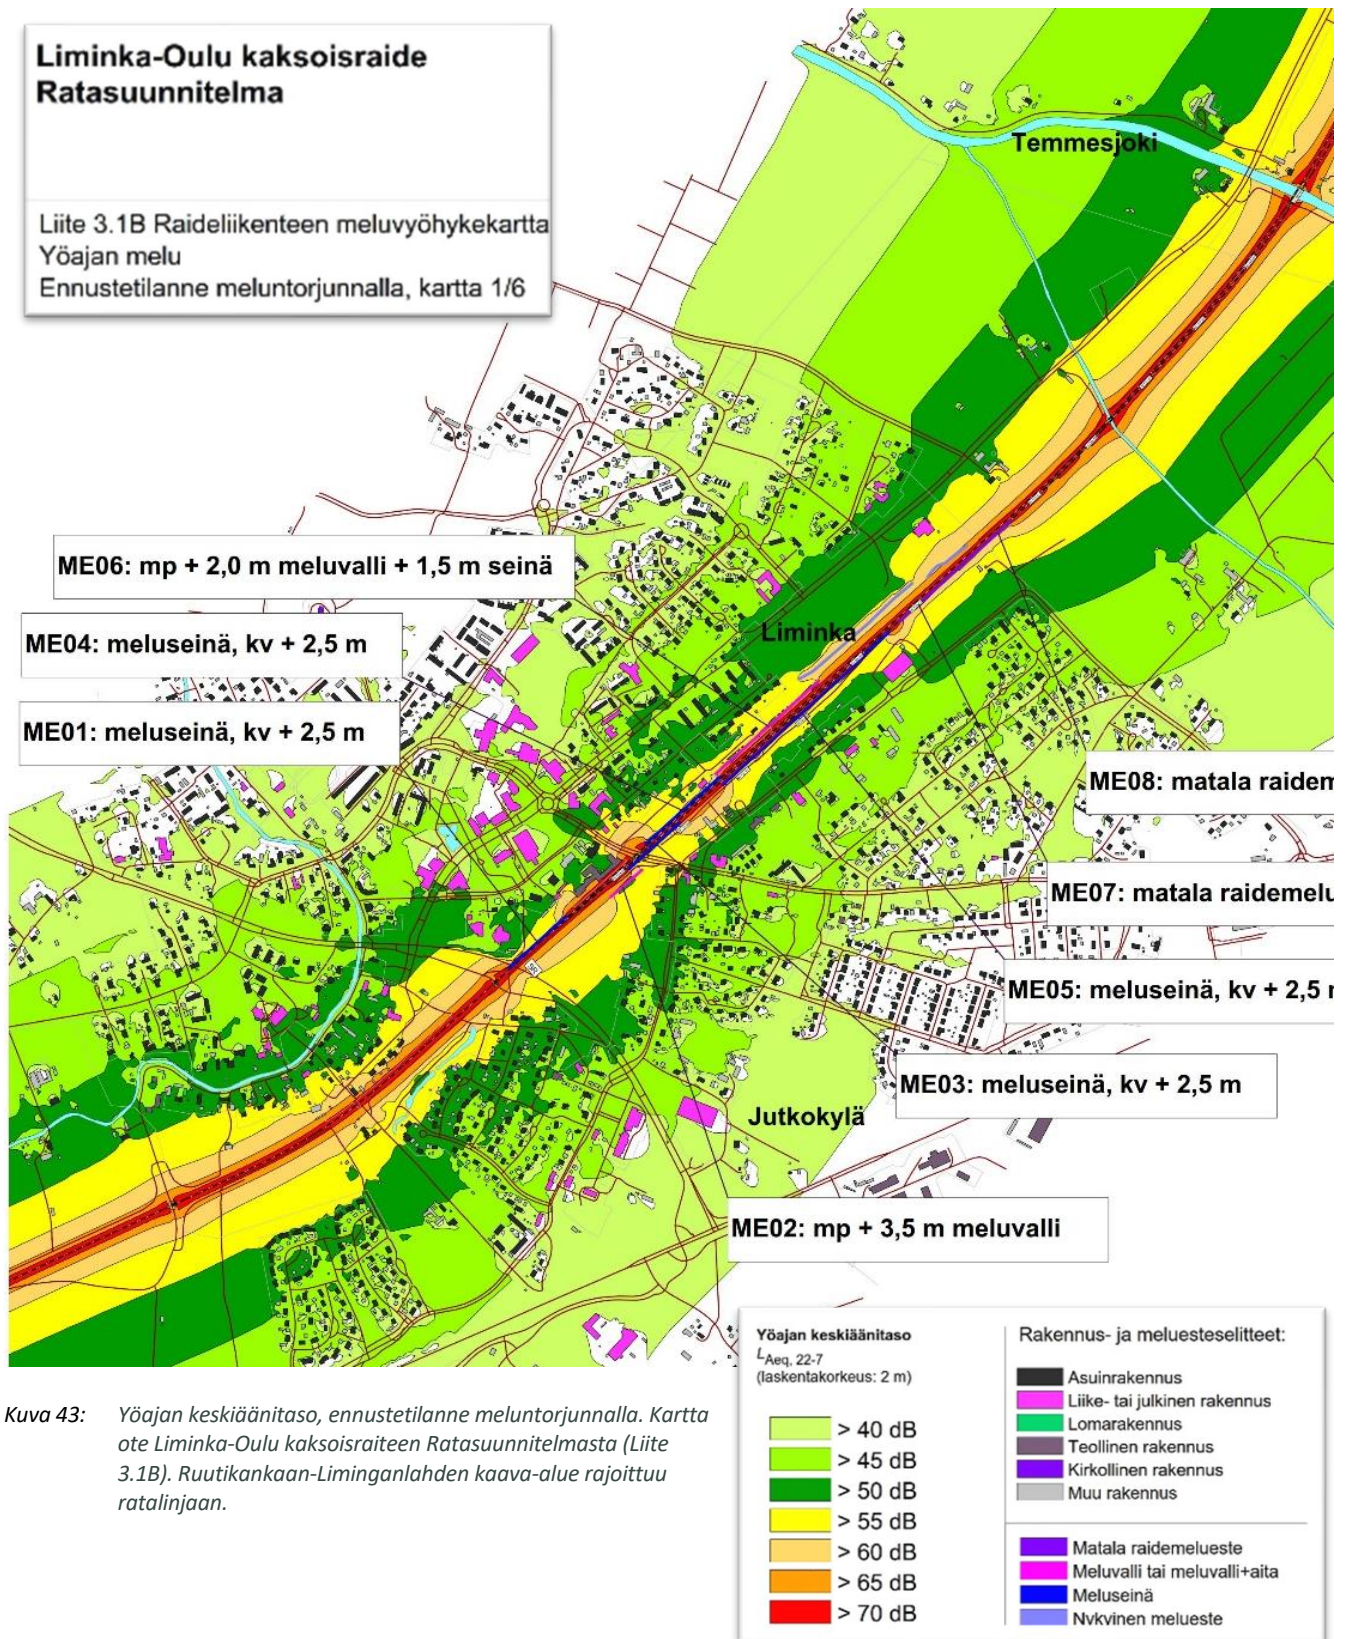 Liminka-Oulu kaksoisraide
Ratasuunnitelma
Liite 3.1B Raideliikenteen meluvyöhykekartta
Yöajan melu
Ennustetilanne meluntorjunnalla, kartta 1/6
Temmesjoki
ME06: mp + 2,0 m meluvalli + 1,5 m seinä
ME04: meluseinä, kv + 2,5 m
Liminka
ME01: meluseinä, kv + 2,5 m
ME08: matala raidem
ME07: matala raidemelu
ME05: meluseinä, kv + 2,5
ME03: meluseinä, kv + 2,5 m
Jutkokylä
ME02: mp + 3,5 m meluvalli
Kuva 43: Yöajan keskiäänitaso, ennustetilanne meluntorjunnalla. Kartta
ote Liminka-Oulu kaksoisraiteen Ratasuunnitelmasta (Liite
3.1B). Ruutikankaan-Liminganlahden kaava-alue rajoittuu
ratalinjaan.
Yöajan keskiäänitaso
LAeq, 22-7
(laskentakorkeus: 2 m)
> 40 dB
> 45 dB
> 50 dB
> 55 dB
> 60 dB
> 65 dB
> 70 dB
Rakennus- ja meluesteselitteet:
Asuinrakennus
Liike- tai julkinen rakennus
Lomarakennus
Teollinen rakennus
Kirkollinen rakennus
Muu rakennus
Matala raidemelueste
Meluvalli tai meluvalli+aita
Meluseinä
Nykyinen melueste